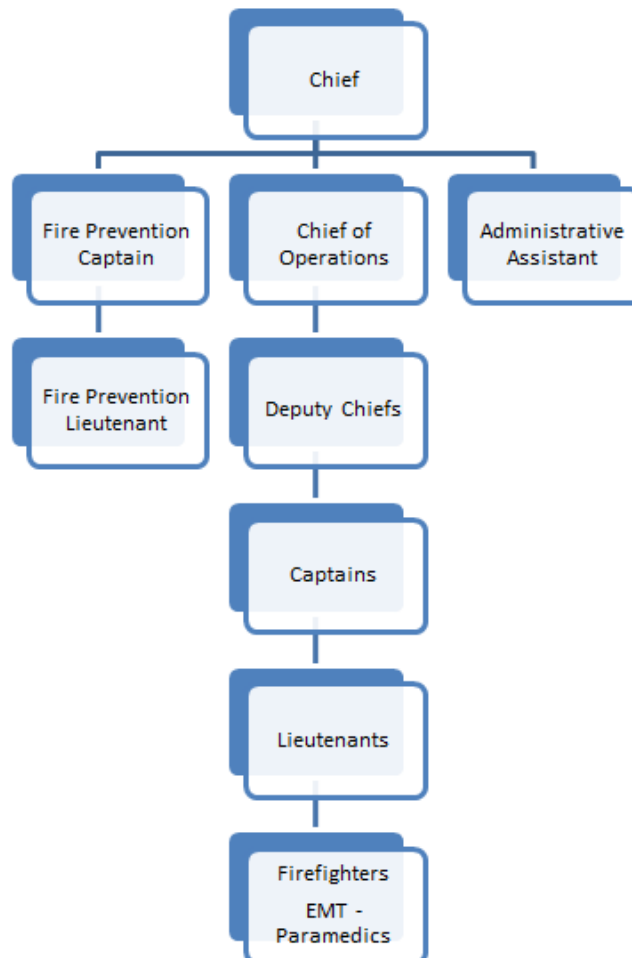 Chief
Fire Prevention
Captain
Chief of
Operations
Administrative
Assistant
Fire Prevention
Lieutenant
Deputy Chiefs
Captains
Lieutenants
Firefighters
EMT -
Paramedics